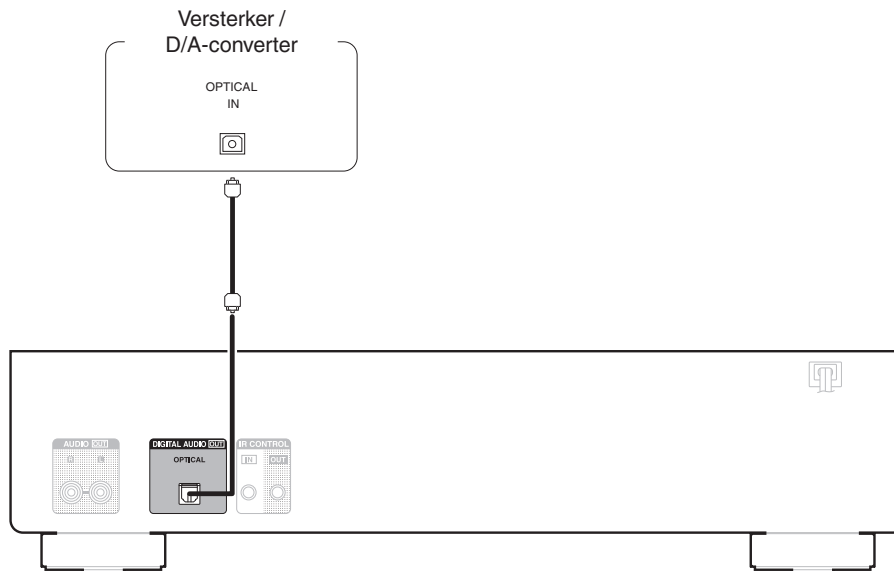 Versterker /
D/A-converter
OPTICAL
IN
AUDIO OUT
DIGITAL AUDIO OUT
OPTICAL
IR CONTROL
IN OUT